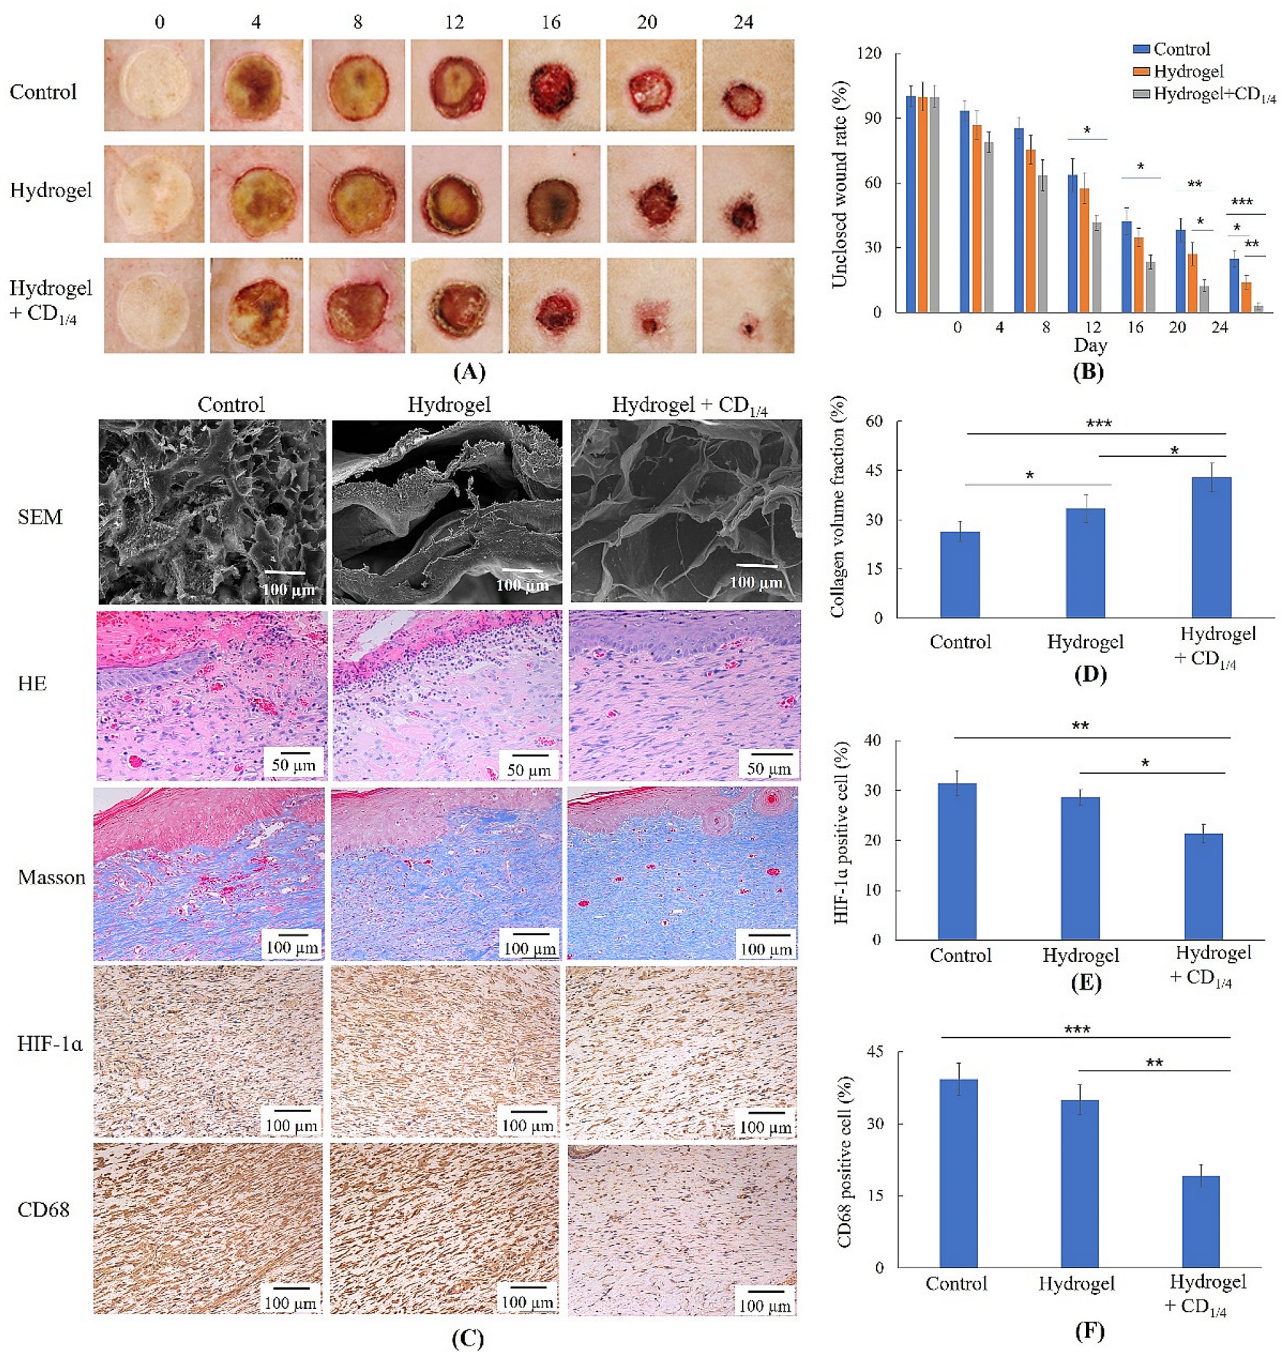 0 4 8 12 16 20 24
Control
Hydrogel
Hydrogel
+ CD1/4
(A)
Unclosed wound rate (%)
120
90
60
30
0
Control
Hydrogel
Hydrogel+CD1/4
*
*
**
*
***
*
**
0 4 8 12 16 20 24
Day
(B)
Control Hydrogel Hydrogel + CD1/4
SEM
100 µm 100 µm 100 µm
HE
50 µm 50 µm 50 µm
Masson
100 µm 100 µm 100 µm
HIF-1α
100 µm 100 µm 100 µm
CD68
100 µm 100 µm 100 µm
(C)
Collagen volume fraction (%)
60
45
30
15
0
***
*
*
Control Hydrogel Hydrogel
+ CD1/4
(D)
HIF-1α positive cell (%)
40
30
20
10
0
**
*
Control Hydrogel Hydrogel
+ CD1/4
(E)
CD68 positive cell (%)
45
30
15
0
***
**
Control Hydrogel Hydrogel
+ CD1/4
(F)